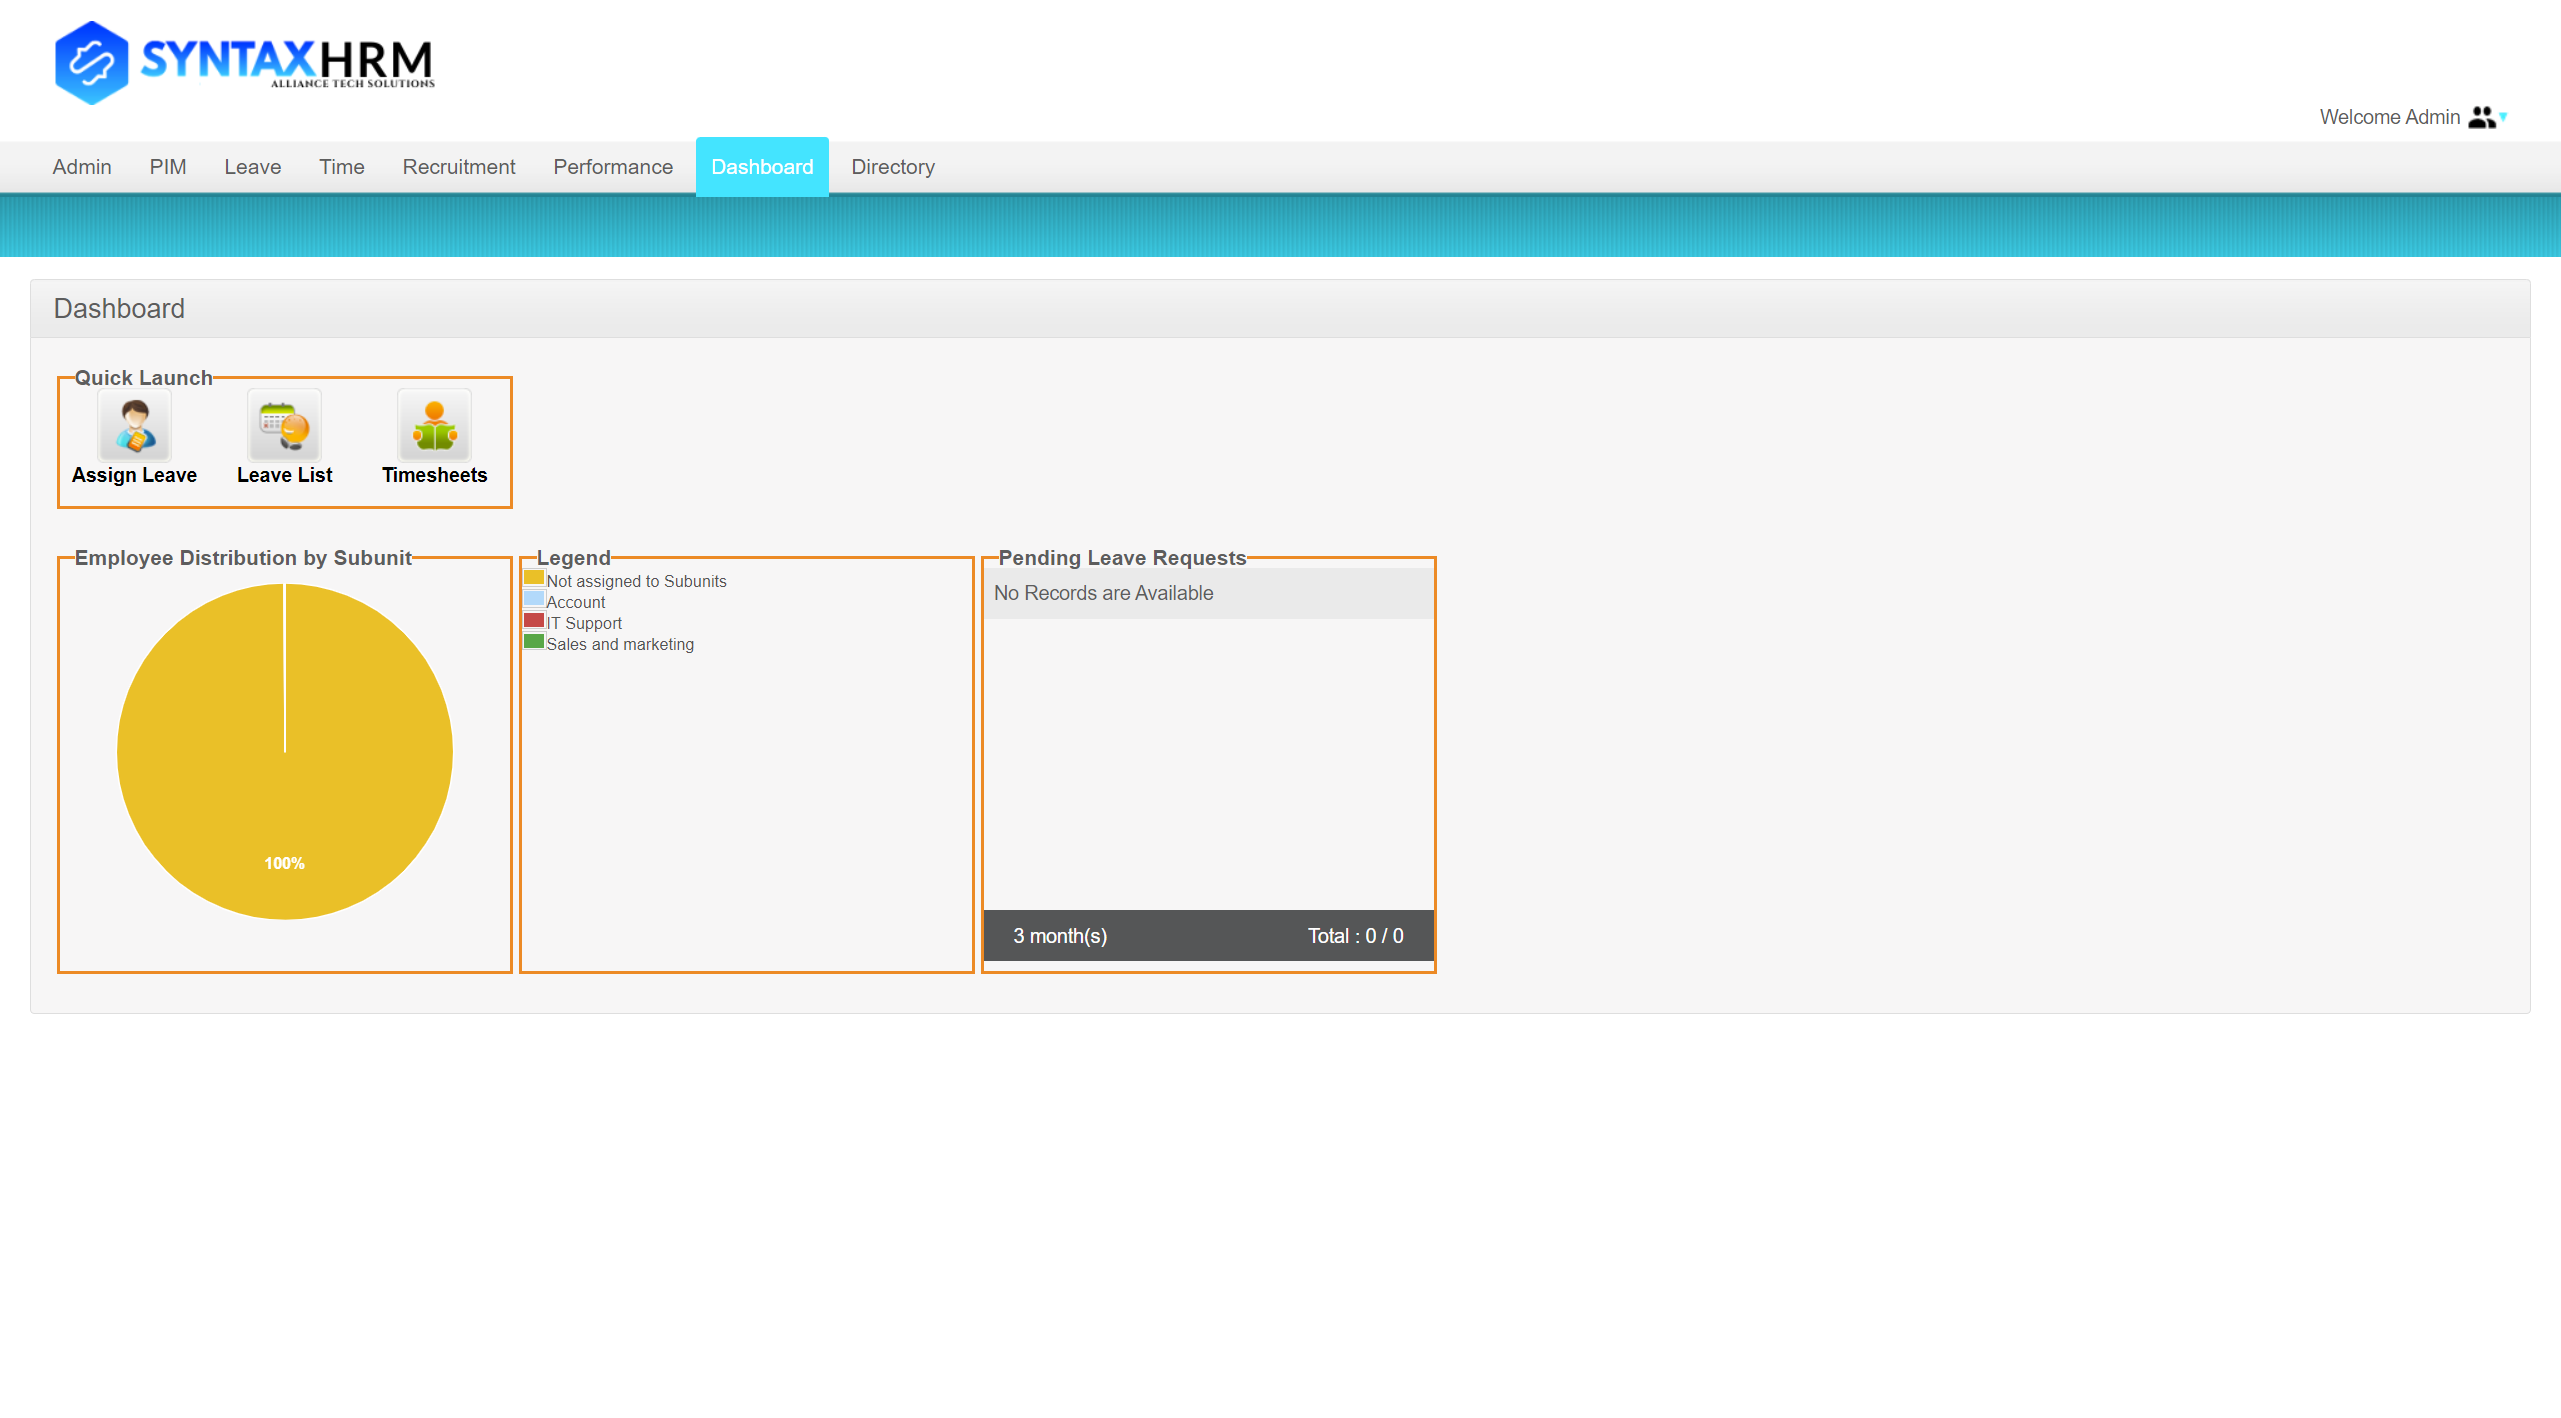 SYNTAXHRM
ALLIANCE TECH SOLUTIONS
Welcome Admin
Admin PIM Leave Time Recruitment Performance Dashboard Directory
Dashboard
Quick Launch
Assign Leave Leave List Timesheets
Employee Distribution by Subunit
100%
Legend
Not assigned to Subunits
Account
IT Support
Sales and marketing
Pending Leave Requests
No Records are Available
3 month(s) Total : 0 / 0